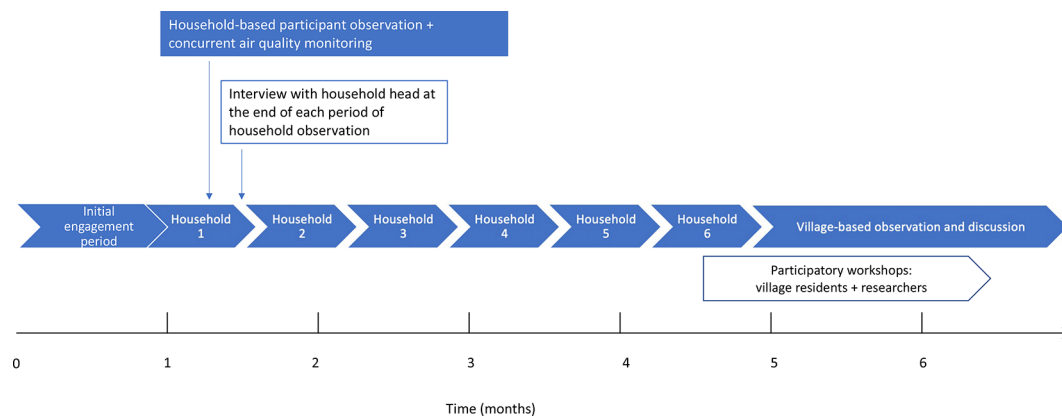 Household-based participant observation +
concurrent air quality monitoring
Interview with household head at
the end of each period of
household observation
Initial
engagement
period
Household
1
Household
2
Household
3
Household
4
Household
5
Household
6
Village-based observation and discussion
Participatory workshops:
village residents + researchers
0
1
2
3
4
5
6
Time (months)